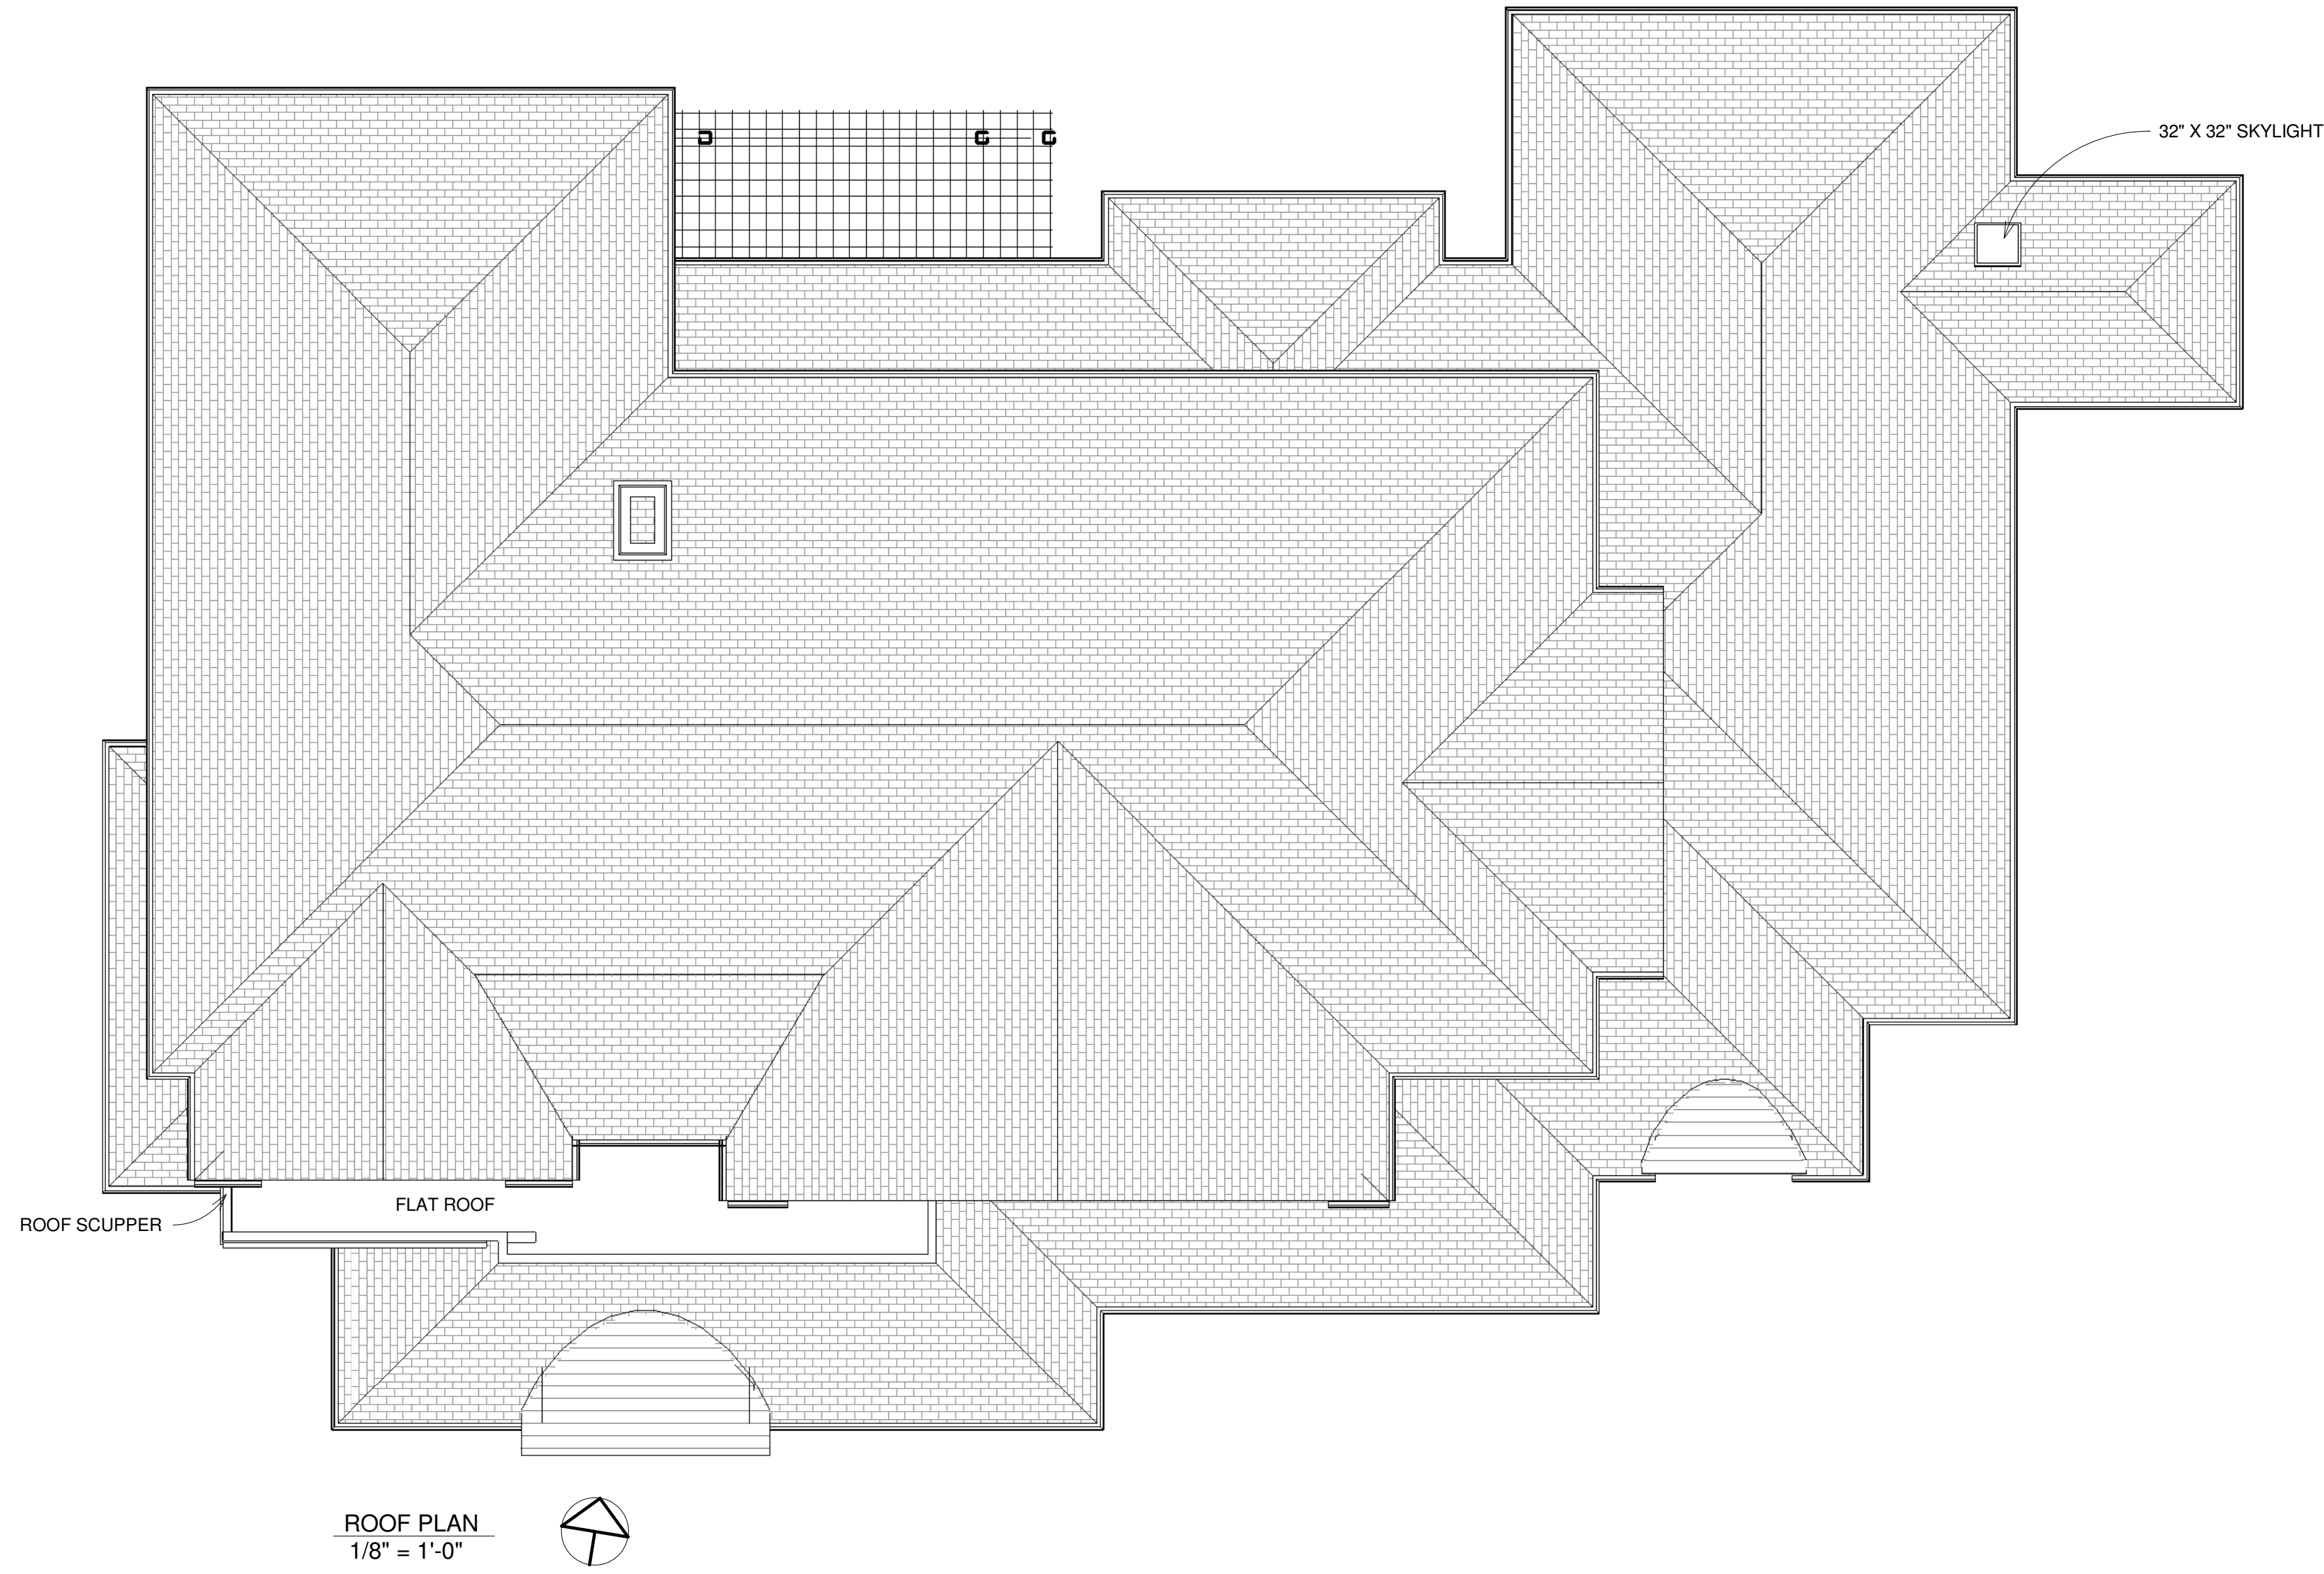 32" X 32" SKYLIGHT
FLAT ROOF
ROOF SCUPPER
ROOF PLAN
1/8" = 1'-0"